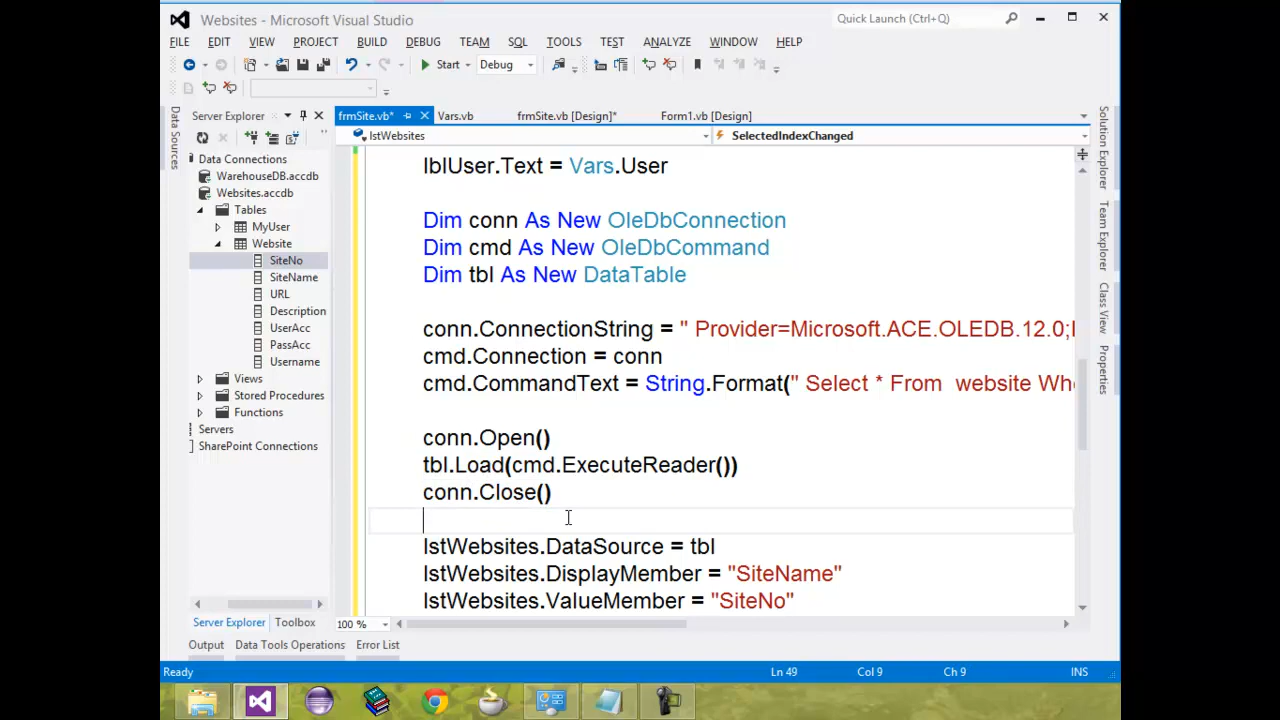 Websites - Microsoft Visual Studio
Quick Launch (Ctrl+Q)
FILE EDIT VIEW PROJECT BUILD DEBUG TEAM SQL TOOLS TEST ANALYZE WINDOW HELP
Start Debug
Data Sources
Server Explorer
frmSite.vb* Vars.vb frmSite.vb [Design]* Form1.vb [Design]
lstWebsites SelectedIndexChanged
Data Connections
WarehouseDB.accdb
Websites.accdb
Tables
MyUser
Website
SiteNo
SiteName
URL
Description
UserAcc
PassAcc
Username
Views
Stored Procedures
Functions
Servers
SharePoint Connections
Server Explorer Toolbox
lblUser.Text = Vars.User
Dim conn As New OleDbConnection
Dim cmd As New OleDbCommand
Dim tbl As New DataTable
conn.ConnectionString = " Provider=Microsoft.ACE.OLEDB.12.0;
cmd.Connection = conn
cmd.CommandText = String.Format(" Select * From website Whe
conn.Open()
tbl.Load(cmd.ExecuteReader())
conn.Close()
lstWebsites.DataSource = tbl
lstWebsites.DisplayMember = "SiteName"
lstWebsites.ValueMember = "SiteNo"
100 %
Solution Explorer
Team Explorer
Class View
Properties
Output Data Tools Operations Error List
Ready Ln 49 Col 9 Ch 9 INS